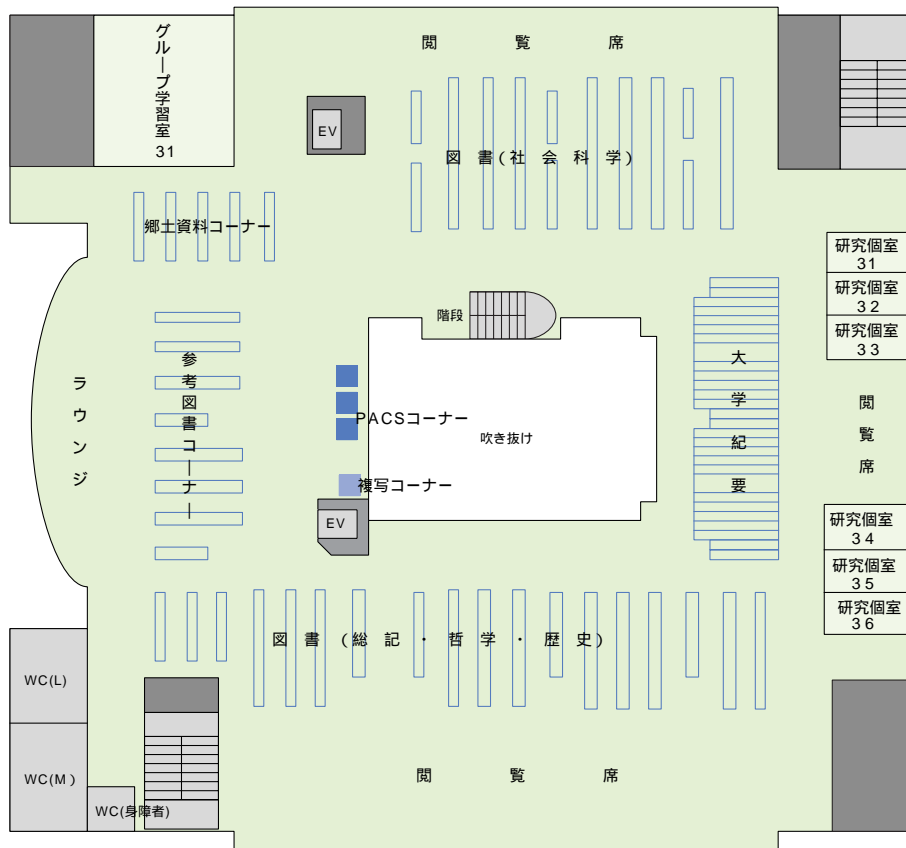 閲覧席
グループ学習室
31
EV
図書(社会科学)
郷土資料コーナー
研究個室
31
研究個室
32
研究個室
33
階段
大学紀要
参考図書コーナー
ラウンジ
PACSコーナー
吹き抜け
閲覧席
複写コーナー
EV
研究個室
34
研究個室
35
研究個室
36
図書(総記・哲学・歴史)
WC(L)
WC(M)
WC(身障者)
閲覧席